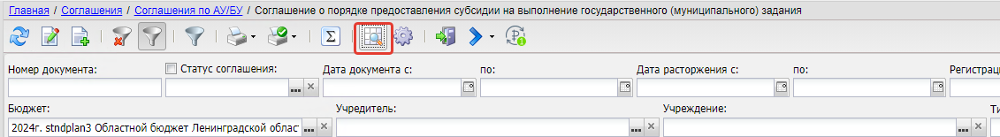 Главная / Соглашения / Соглашения по АУ/БУ / Соглашение о порядке предоставления субсидии на выполнение государственного (муниципального) задания
Номер документа: Статус соглашения: Дата документа с: по: Дата расторжения с: по: Регистрац
Бюджет: Учредитель: Учреждение: Ти
2024г. stndplan3 Областной бюджет Ленинградской облас